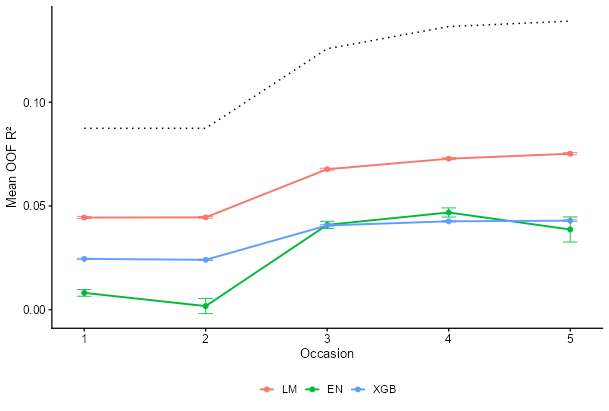 Mean OOF R²
0.10
0.05
0.00
1 2 3 4 5
Occasion
LM EN XGB